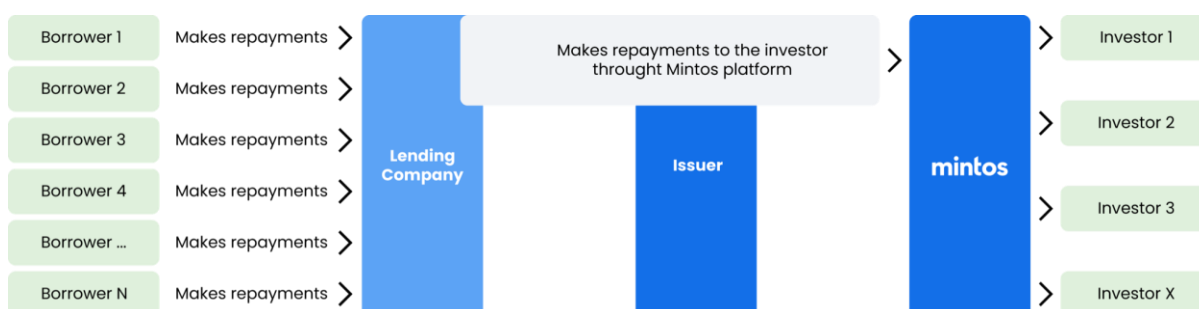 Borrower 1
Makes repayments
Borrower 2
Makes repayments
Borrower 3
Makes repayments
Borrower 4
Makes repayments
Borrower ...
Makes repayments
Borrower N
Makes repayments
Lending
Company
Makes repayments to the investor
throught Mintos platform
Issuer
mintos
Investor 1
Investor 2
Investor 3
Investor X